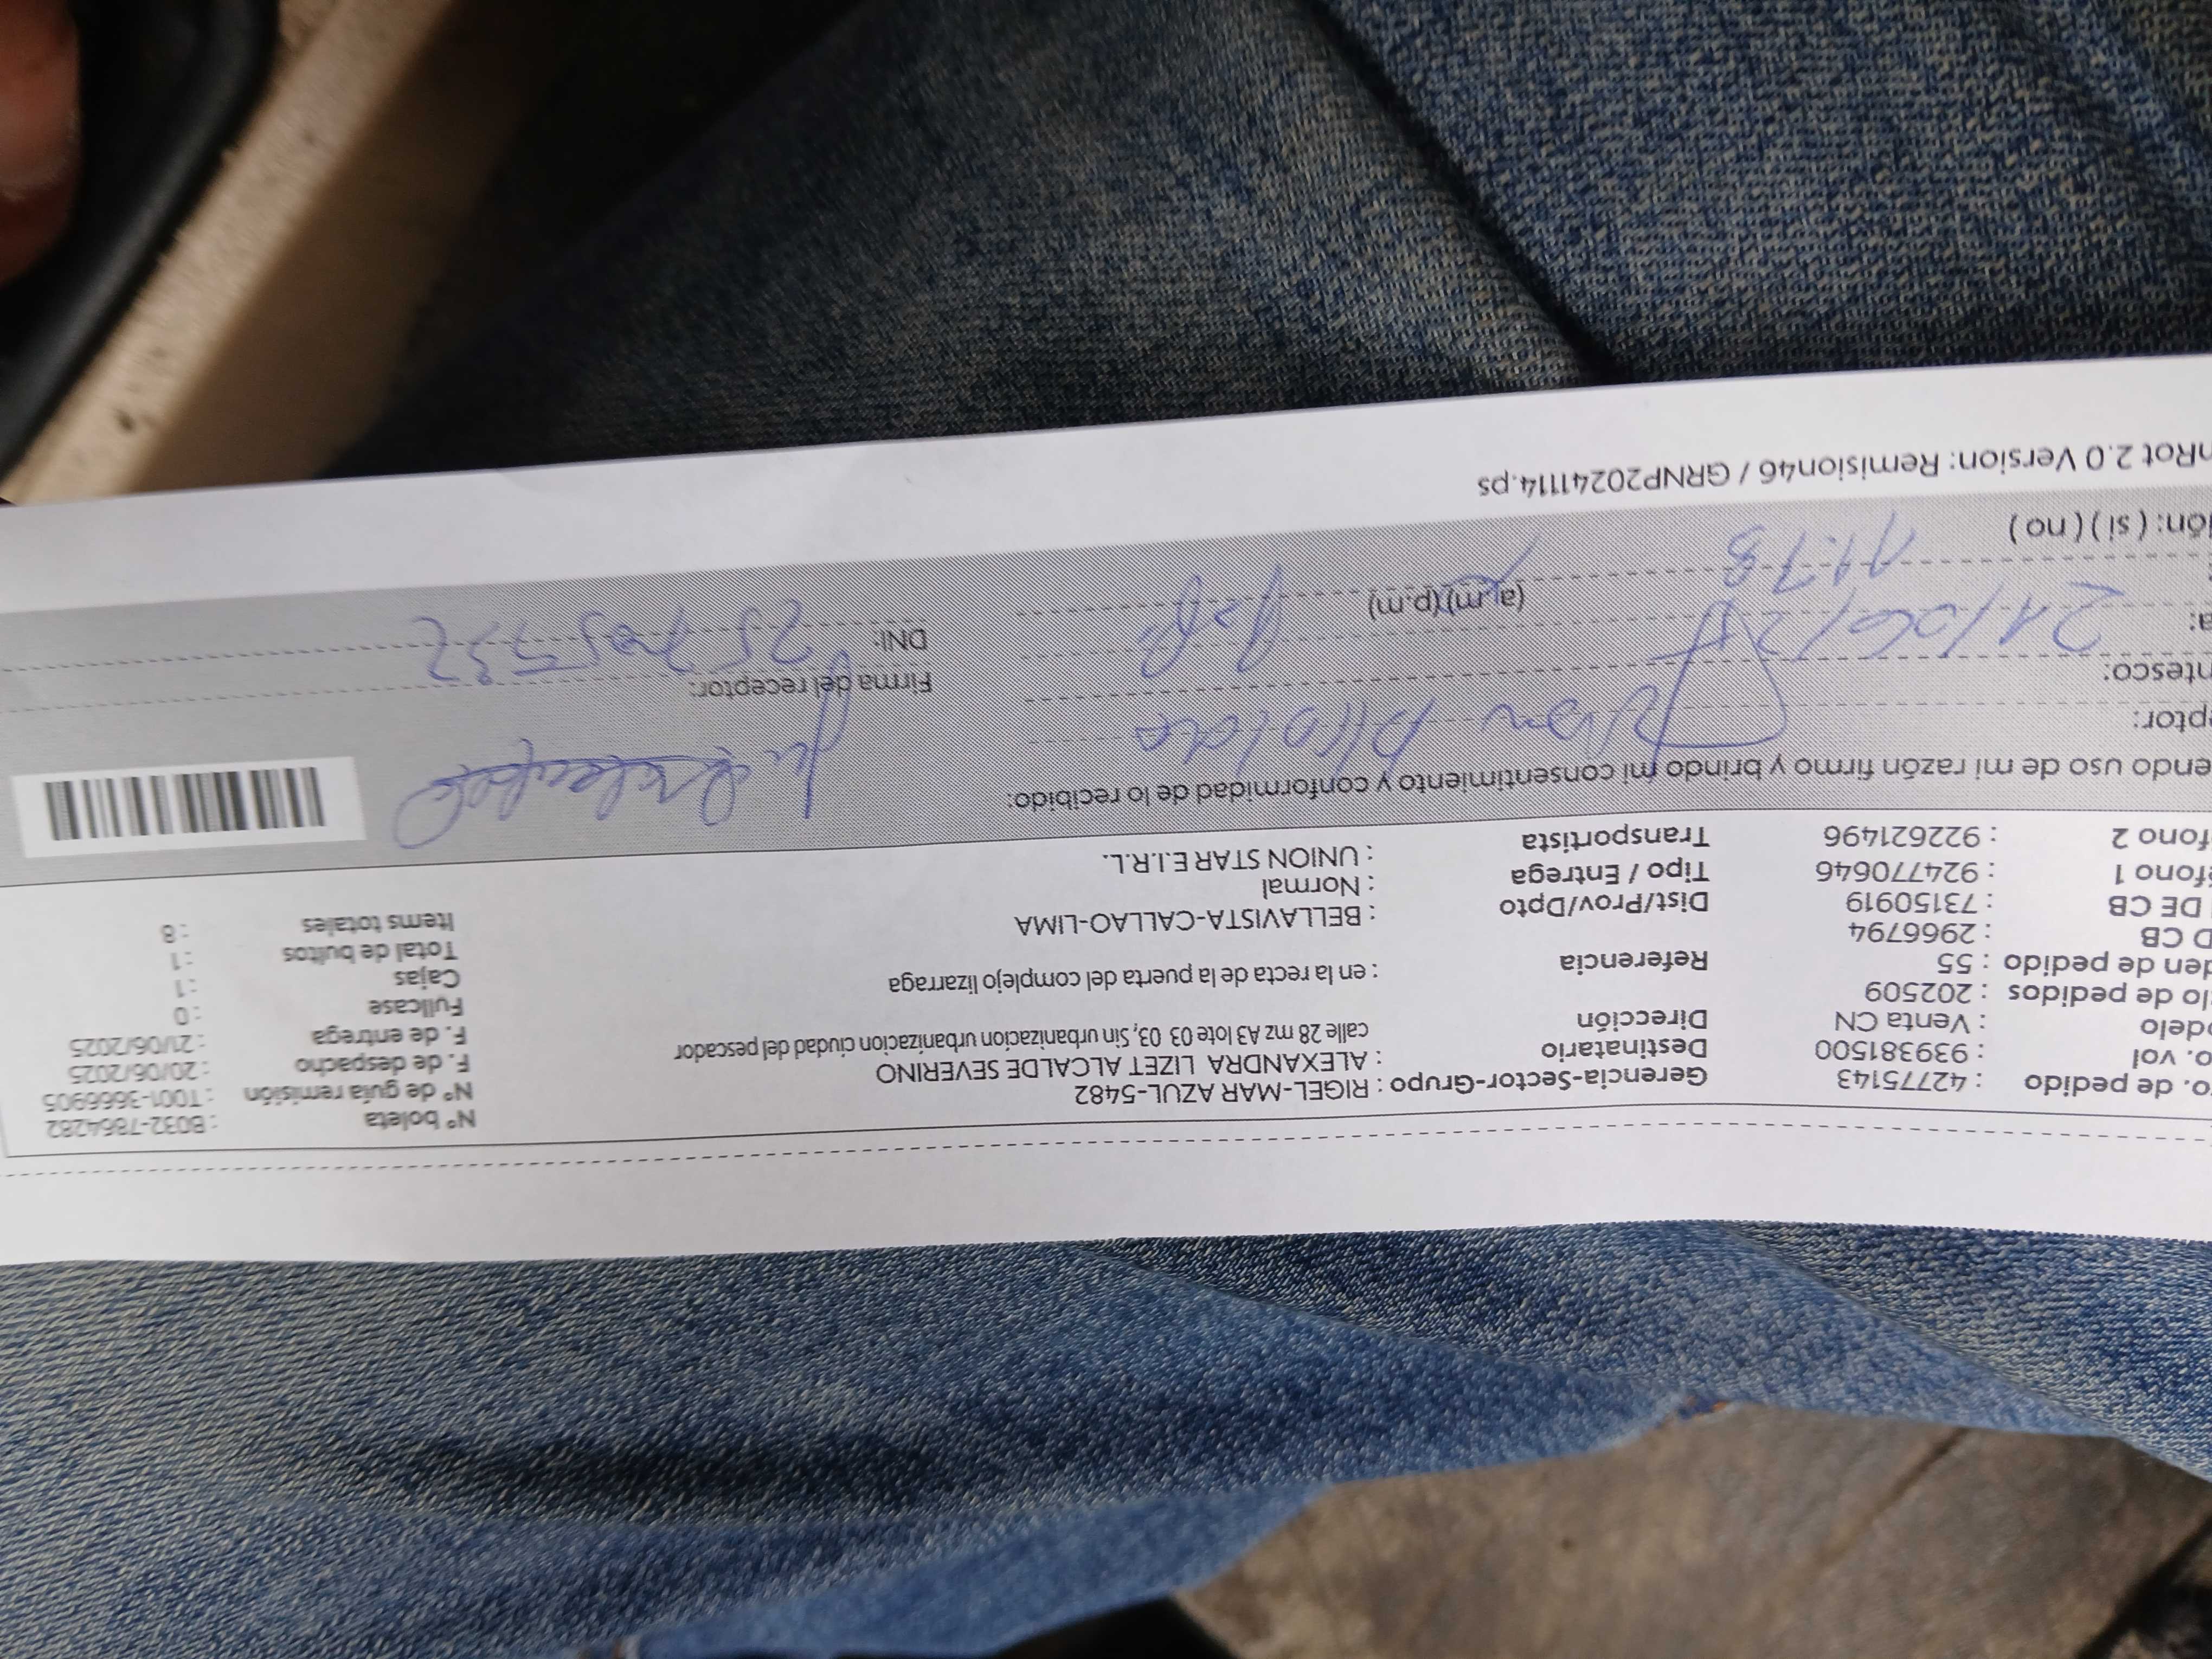 o. de pedido : 42775143 Gerencia-Sector-Grupo : RIGEL-MAR AZUL-5482 Nº boleta : B032-7864282
o. vol : 939381500 Destinatario : ALEXANDRA LIZET ALCALDE SEVERINO Nº de guía remisión : T001-3666905
odelo : Venta CN Dirección calle 28 mz A3 lote 03 03, Sin urbanizacion urbanizacion ciudad del pescador F. de despacho : 20/06/2025
lo de pedidos : 202509 F. de entrega : 21/06/2025
den de pedido : 55 Referencia : en la recta de la puerta del complejo lizarraga Fullcase : 0
D CB : 2966794 Cajas : 1
DE CB : 73150919 Dist/Prov/Dpto : BELLAVISTA-CALLAO-LIMA Total de bultos : 1
éfono 1 : 924770646 Tipo / Entrega : Normal Items totales : 8
éfono 2 : 922621496 Transportista : UNION STAR E.I.R.L.
endo uso de mi razón firmo y brindo mi consentimiento y conformidad de lo recibido:
eptor:
ntesco: Firma del receptor:
a: 21/06/25 DNI:
(a.m)(p.m)
ón: ( si ) ( no )
nRot 2.0 Version: Remision46 / GRNP20241114.ps